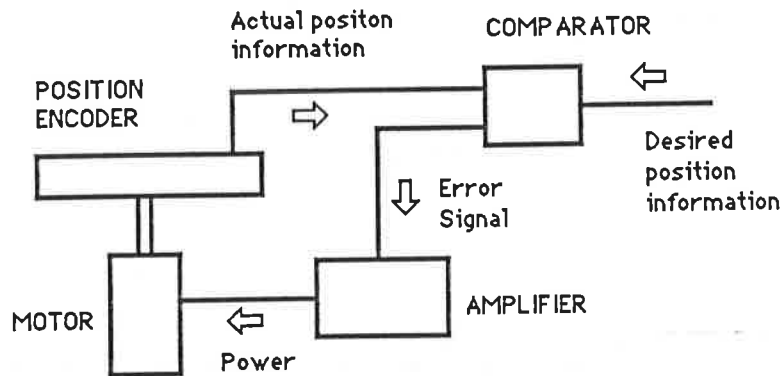 Actual positon
information
COMPARATOR
POSITION
ENCODER
Desired
position
information
Error
Signal
AMPLIFIER
MOTOR
Power